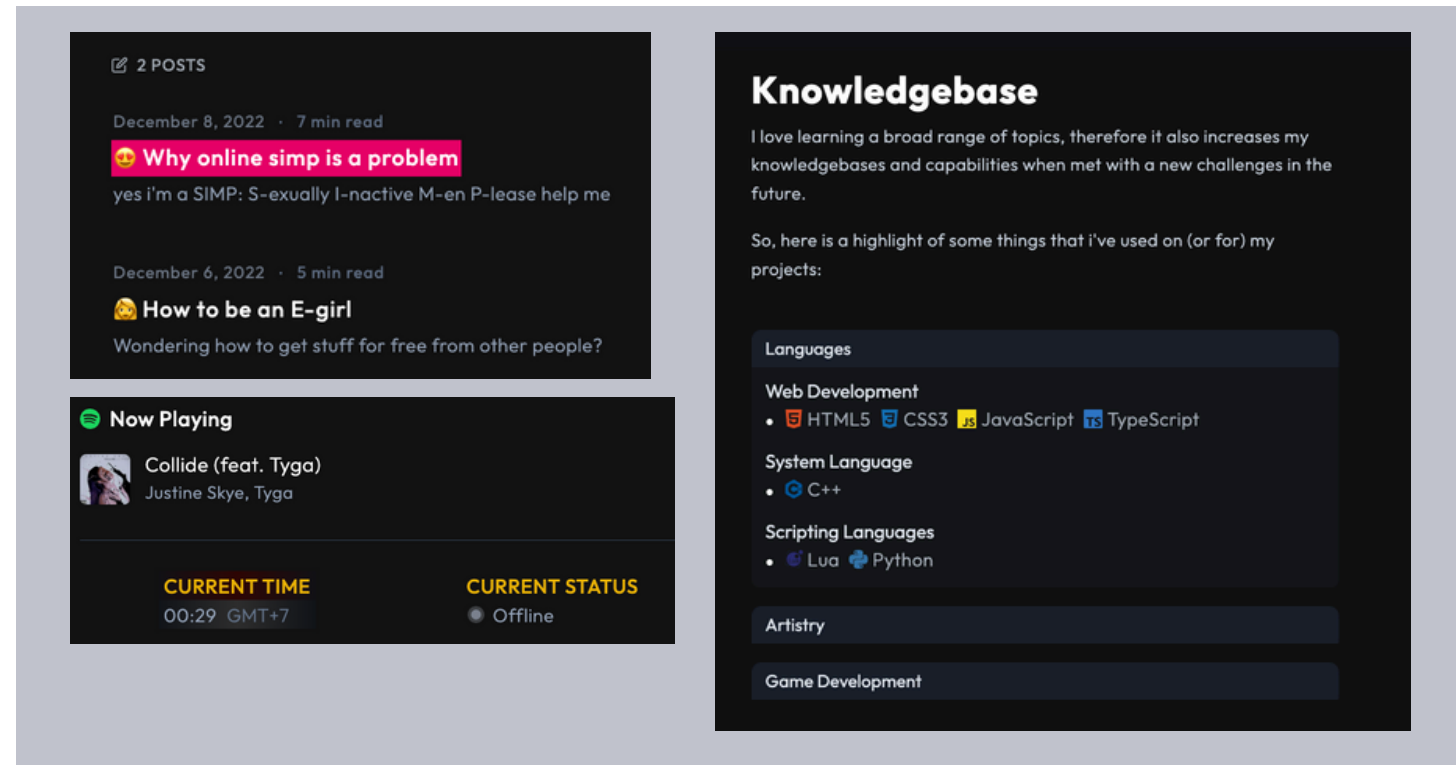 2 POSTS
December 8, 2022 · 7 min read
😍 Why online simp is a problem
yes i'm a SIMP: S-exually I-nactive M-en P-lease help me
December 6, 2022 · 5 min read
👩 How to be an E-girl
Wondering how to get stuff for free from other people?
Now Playing
Collide (feat. Tyga)
Justine Skye, Tyga
CURRENT TIME
00:29 GMT+7
CURRENT STATUS
Offline
Knowledgebase
I love learning a broad range of topics, therefore it also increases my
knowledgebases and capabilities when met with a new challenges in the
future.
So, here is a highlight of some things that i've used on (or for) my
projects:
Languages
Web Development
• HTML5 CSS3 JS JavaScript TS TypeScript
System Language
• C++
Scripting Languages
• Lua Python
Artistry
Game Development